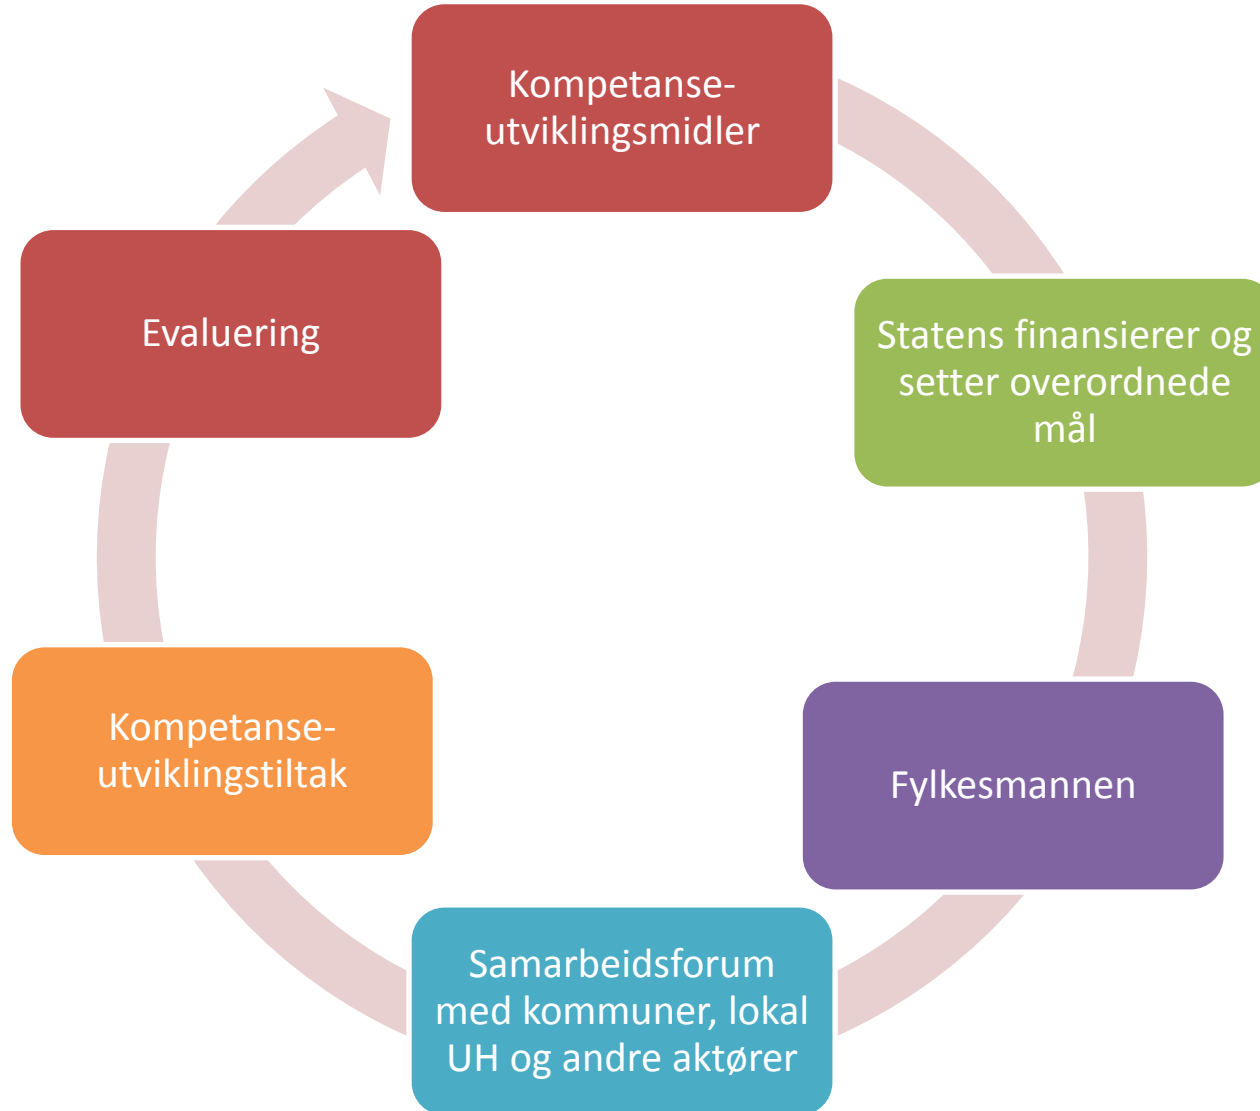 Kompetanse-
utviklingsmidler
Statens finansierer og
setter overordnede
mål
Fylkesmannen
Samarbeidsforum
med kommuner, lokal
UH og andre aktører
Kompetanse-
utviklingstiltak
Evaluering